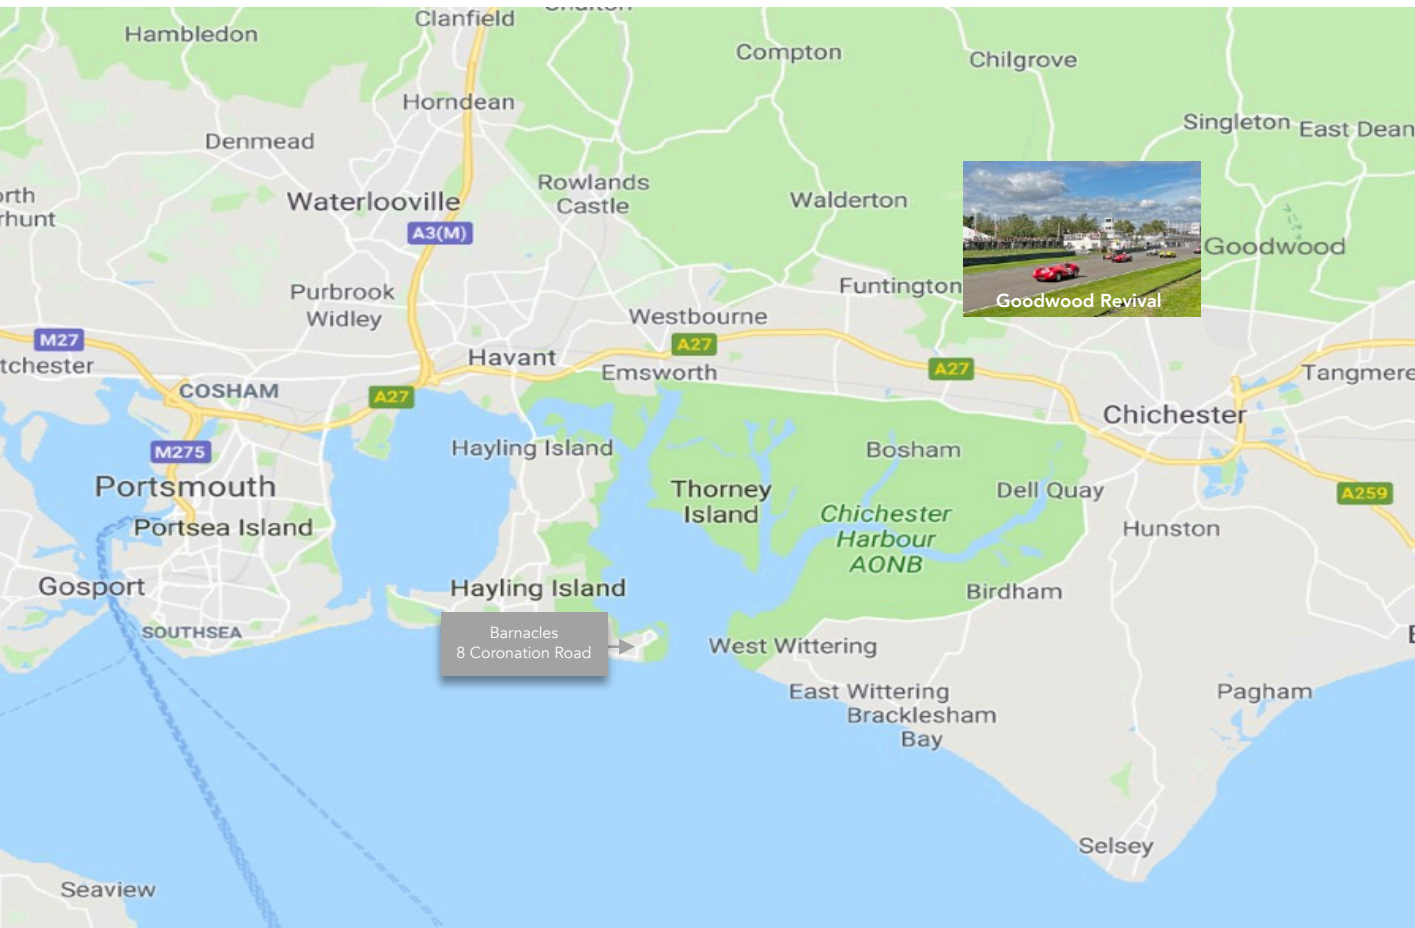 Hambledon
Clanfield
Compton
Chilgrove
Horndean
Singleton
East Dean
Denmead
Rowlands
Castle
Waterlooville
Walderton
A3(M)
Goodwood
Goodwood Revival
Funtington
Purbrook
Widley
Westbourne
M27
A27
Havant
Emsworth
A27
Tangmere
COSHAM
A27
Chichester
M275
Hayling Island
Bosham
Portsmouth
Thorney
Island
Dell Quay
A259
Portsea Island
Chichester
Harbour
AONB
Hunston
Gosport
Hayling Island
Birdham
SOUTHSEA
Barnacles
8 Coronation Road
West Wittering
East Wittering
Bracklesham
Bay
Pagham
Selsey
Seaview